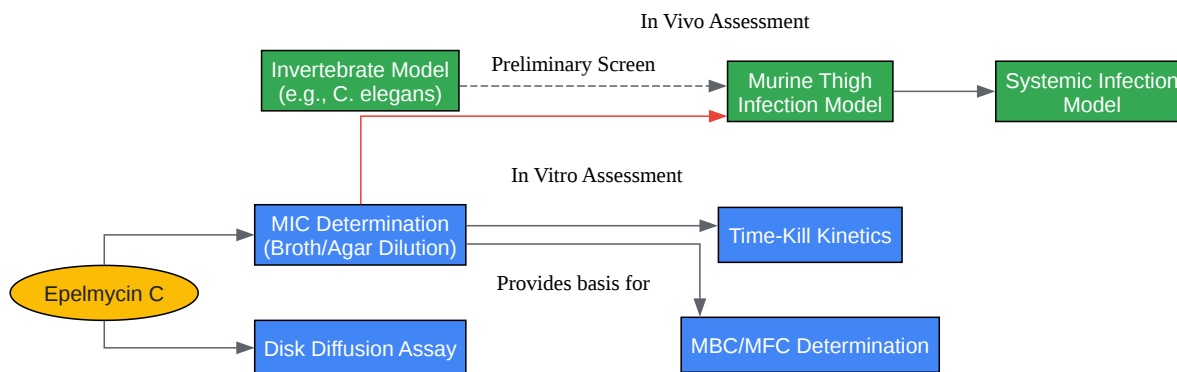 In Vivo Assessment
Invertebrate Model
(e.g., C. elegans)
Preliminary Screen
Murine Thigh
Infection Model
Systemic Infection
Model
In Vitro Assessment
MIC Determination
(Broth/Agar Dilution)
Time-Kill Kinetics
Epelmycin C
Provides basis for
Disk Diffusion Assay
MBC/MFC Determination